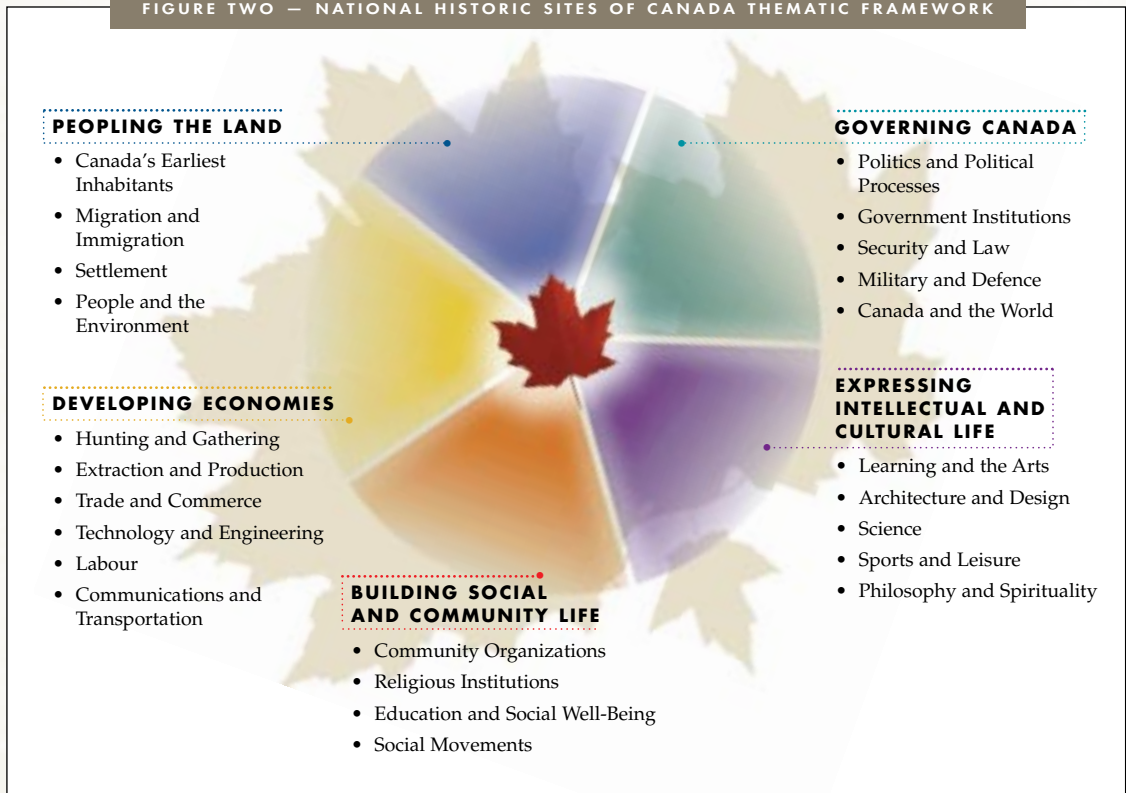 FIGURE TWO — NATIONAL HISTORIC SITES OF CANADA THEMATIC FRAMEWORK
PEOPLING THE LAND
• Canada's Earliest
Inhabitants
• Migration and
Immigration
• Settlement
• People and the
Environment
DEVELOPING ECONOMIES
• Hunting and Gathering
• Extraction and Production
• Trade and Commerce
• Technology and Engineering
• Labour
• Communications and
Transportation
BUILDING SOCIAL
AND COMMUNITY LIFE
• Community Organizations
• Religious Institutions
• Education and Social Well-Being
• Social Movements
GOVERNING CANADA
• Politics and Political
Processes
• Government Institutions
• Security and Law
• Military and Defence
• Canada and the World
EXPRESSING
INTELLECTUAL AND
CULTURAL LIFE
• Learning and the Arts
• Architecture and Design
• Science
• Sports and Leisure
• Philosophy and Spirituality